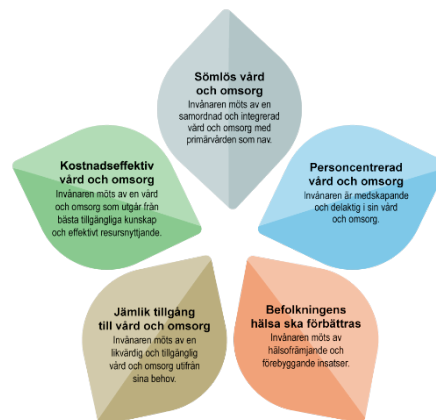 Sömlös vård
och omsorg
Invånaren möts av en
samordnad och integrerad
vård och omsorg med
primärvården som nav.
Kostnadseffektiv
vård och omsorg
Invånaren möts av en vård
och omsorg som utgår från
bästa tillgängliga kunskap
och effektivt resursnyttjande.
Personcentrerad
vård och omsorg
Invånaren är medskapande
och delaktig i sin vård
och omsorg.
Jämlik tillgång
till vård och omsorg
Invånaren möts av en
likvärdig och tillgänglig
vård och omsorg utifrån
sina behov.
Befolkningens
hälsa ska förbättras
Invånaren möts av
hälsofrämjande och
förebyggande insatser.